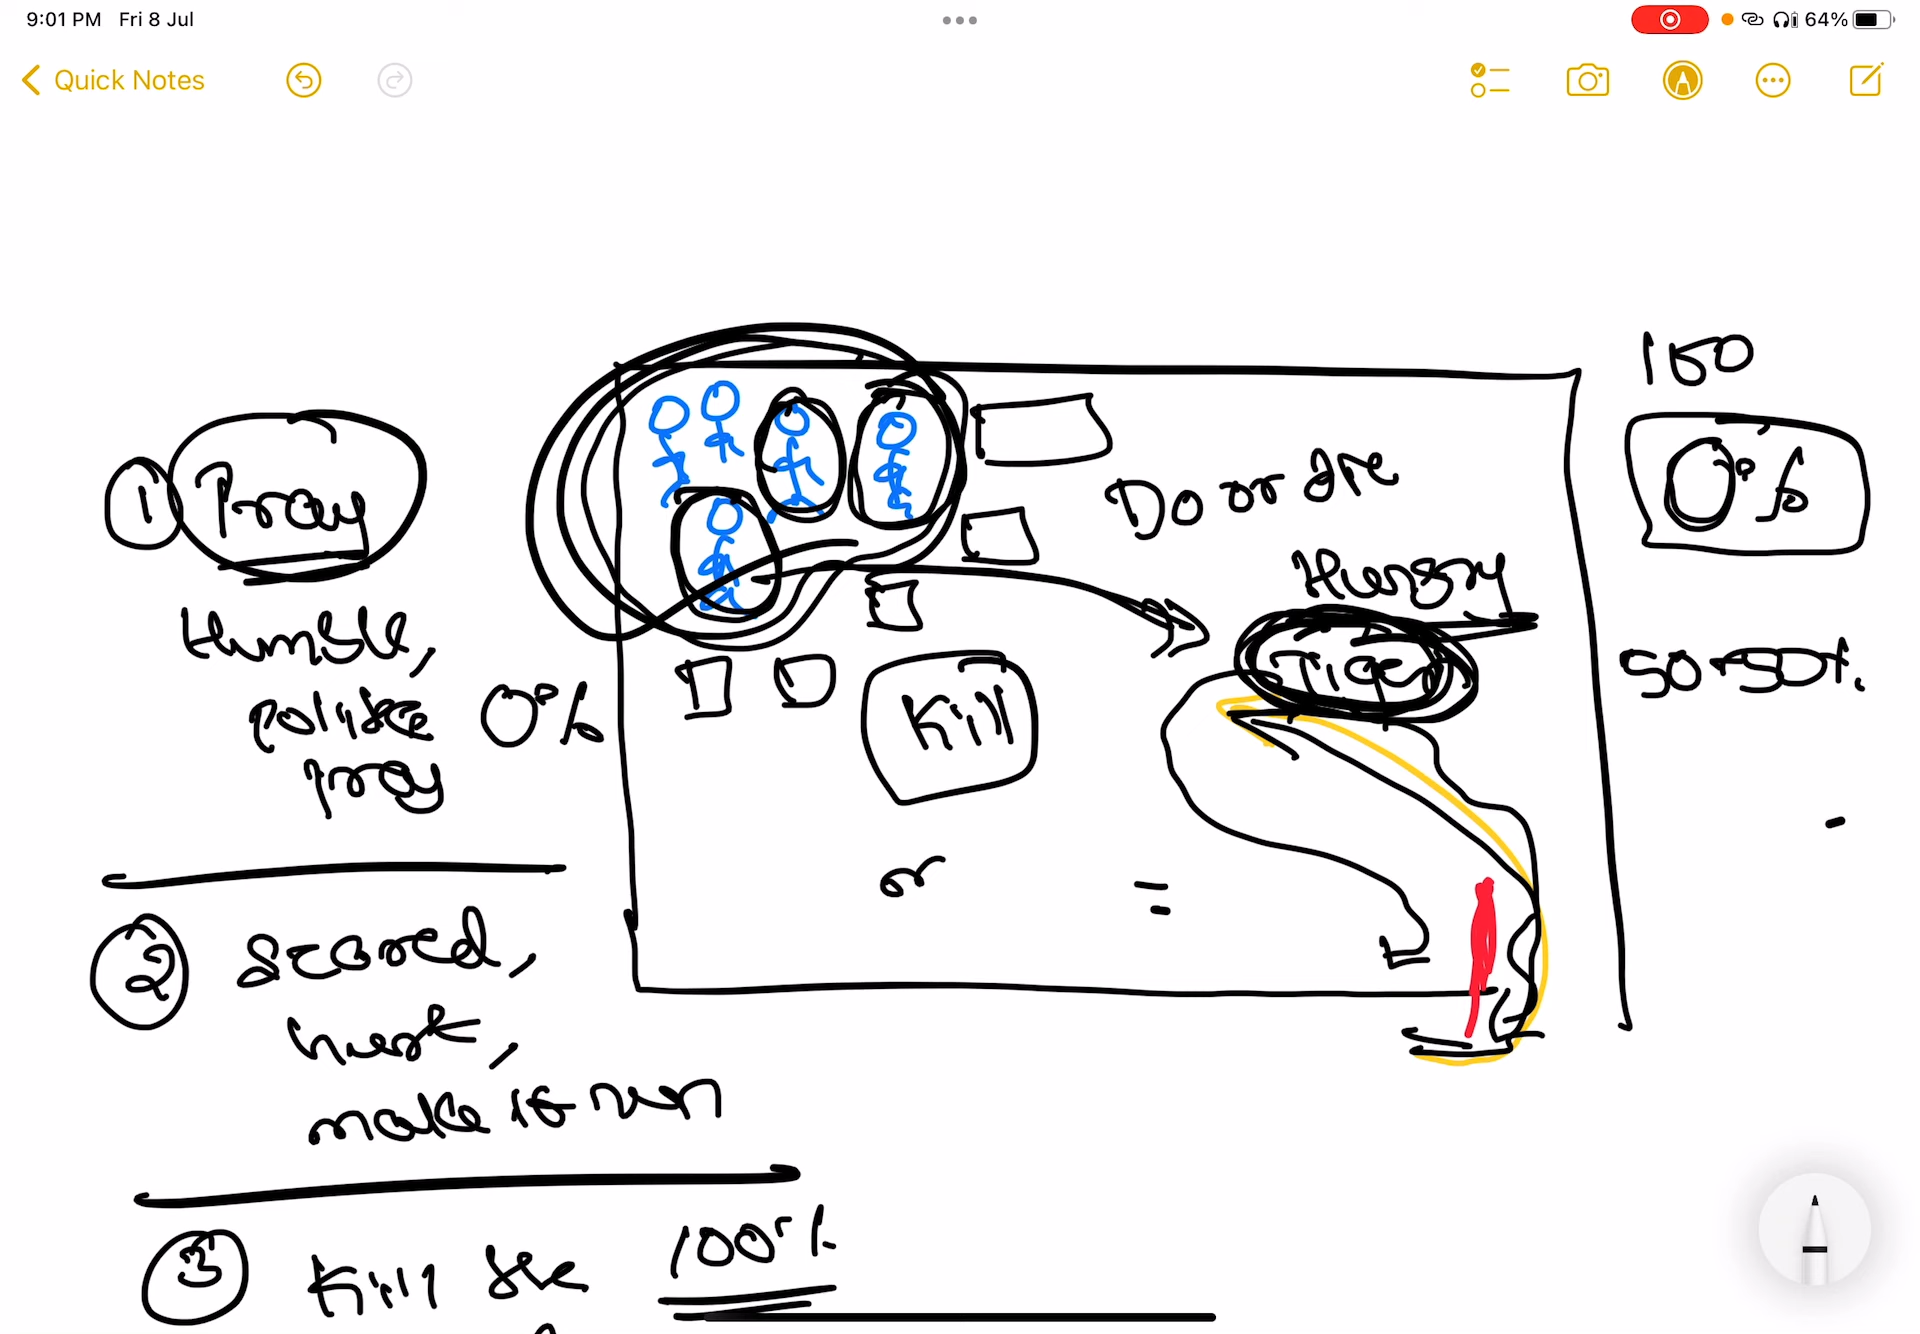 9:01 PM Fri 8 Jul
64%
Quick Notes
1 Pray
Humble,
polite
pray
0%
Do or die
Hungry
Tiger
Kill
or
=
0%
50-50%
2 scared,
hurt,
make it run
3 Kill the 100%